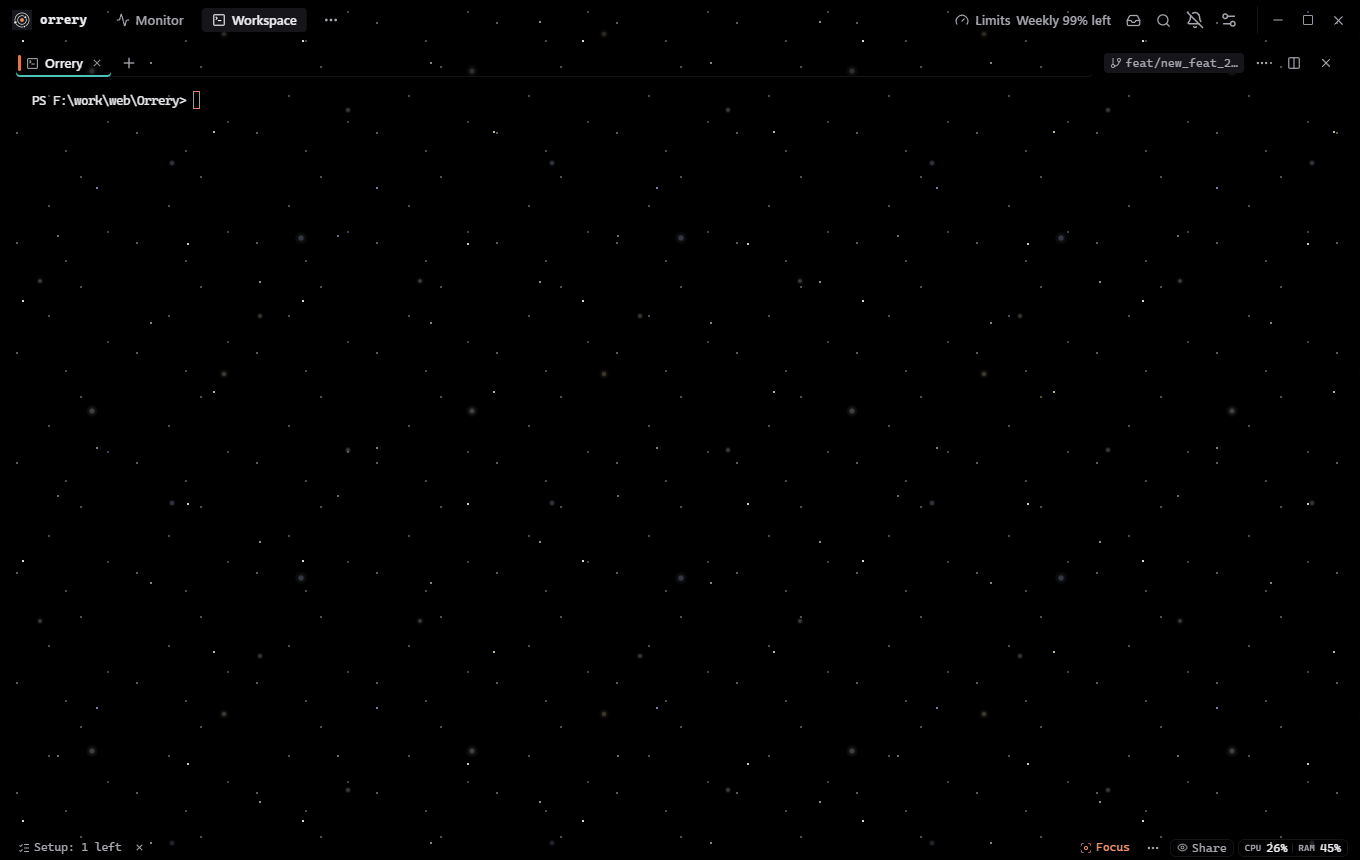 orrery Monitor Workspace Limits Weekly 99% left
Orrery feat/new_feat_2…
PS F:\work\web\Orrery>
Setup: 1 left Focus Share CPU 26% RAM 45%